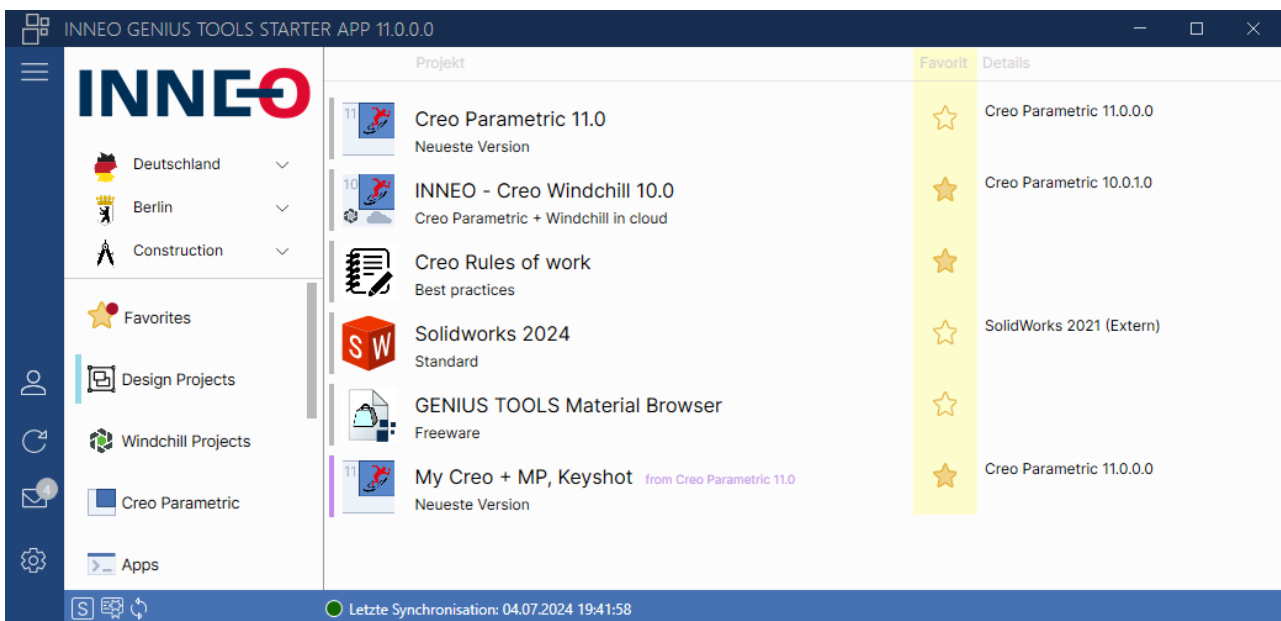 INNEO GENIUS TOOLS STARTER APP 11.0.0.0
INNEO
Deutschland
Berlin
Construction
Favorites
Design Projects
Windchill Projects
Creo Parametric
Apps
4
Projekt
Favorit
Details
11
Creo Parametric 11.0
Neueste Version
Creo Parametric 11.0.0.0
10
INNEO - Creo Windchill 10.0
Creo Parametric + Windchill in cloud
Creo Parametric 10.0.1.0
Creo Rules of work
Best practices
SW
Solidworks 2024
Standard
SolidWorks 2021 (Extern)
GENIUS TOOLS Material Browser
Freeware
11
My Creo + MP, Keyshot from Creo Parametric 11.0
Neueste Version
Creo Parametric 11.0.0.0
S
Letzte Synchronisation: 04.07.2024 19:41:58